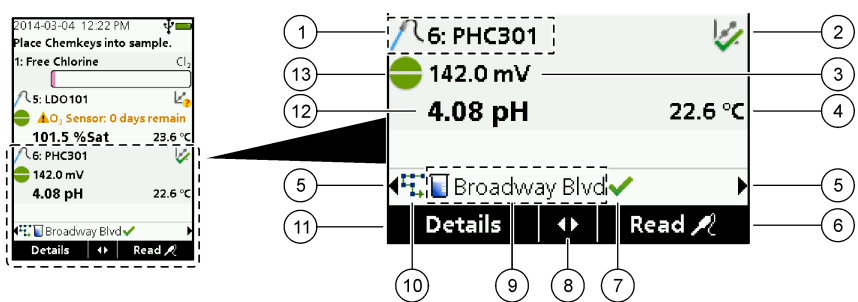 2014-03-04 12:22 PM
Place Chemkeys into sample.
1: Free Chlorine Cl2
5: LDO101
O2 Sensor: 0 days remain
101.5 %Sat 23.6 °C
6: PHC301
142.0 mV
4.08 pH 22.6 °C
Broadway Blvd
Details Read
1 6: PHC301 2
13 142.0 mV 3
12 4.08 pH 22.6 °C 4
5 Broadway Blvd 5
11 Details Read 6
10 9 8 7